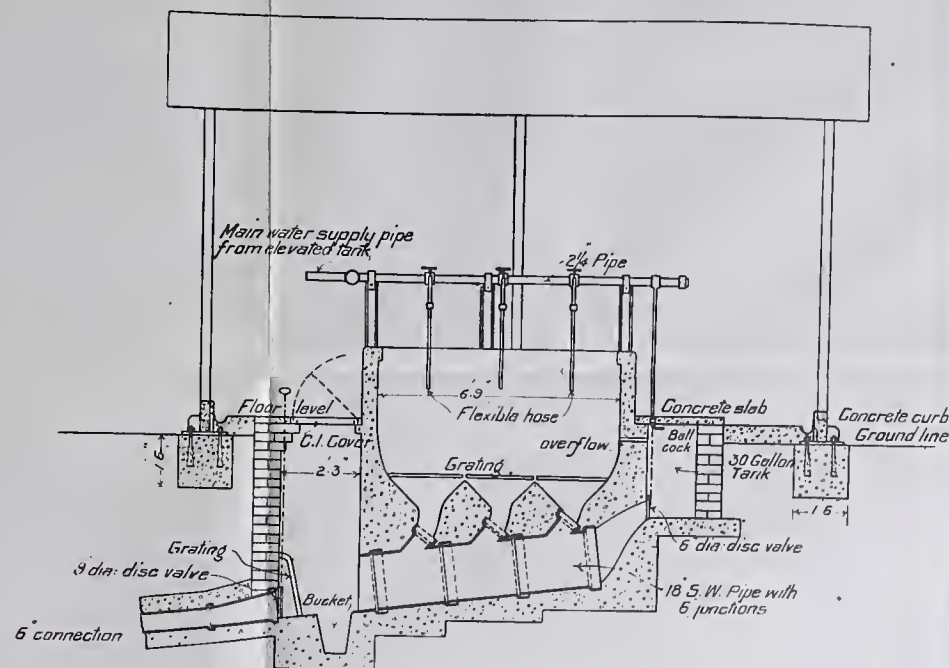 Main water supply pipe
from elevated tank
2¼" Pipe
6.9"
Flexible hose
Floor level
C.I. Cover
2.3"
Concrete slab
Concrete curb
Ground line
overflow.
Ball
cock
30 Gallon
Tank
Grating
1.6
1.6
Grating
9 dia: disc valve
Bucket
6" connection
6 dia: disc valve
18 S.W. Pipe with
6 junctions